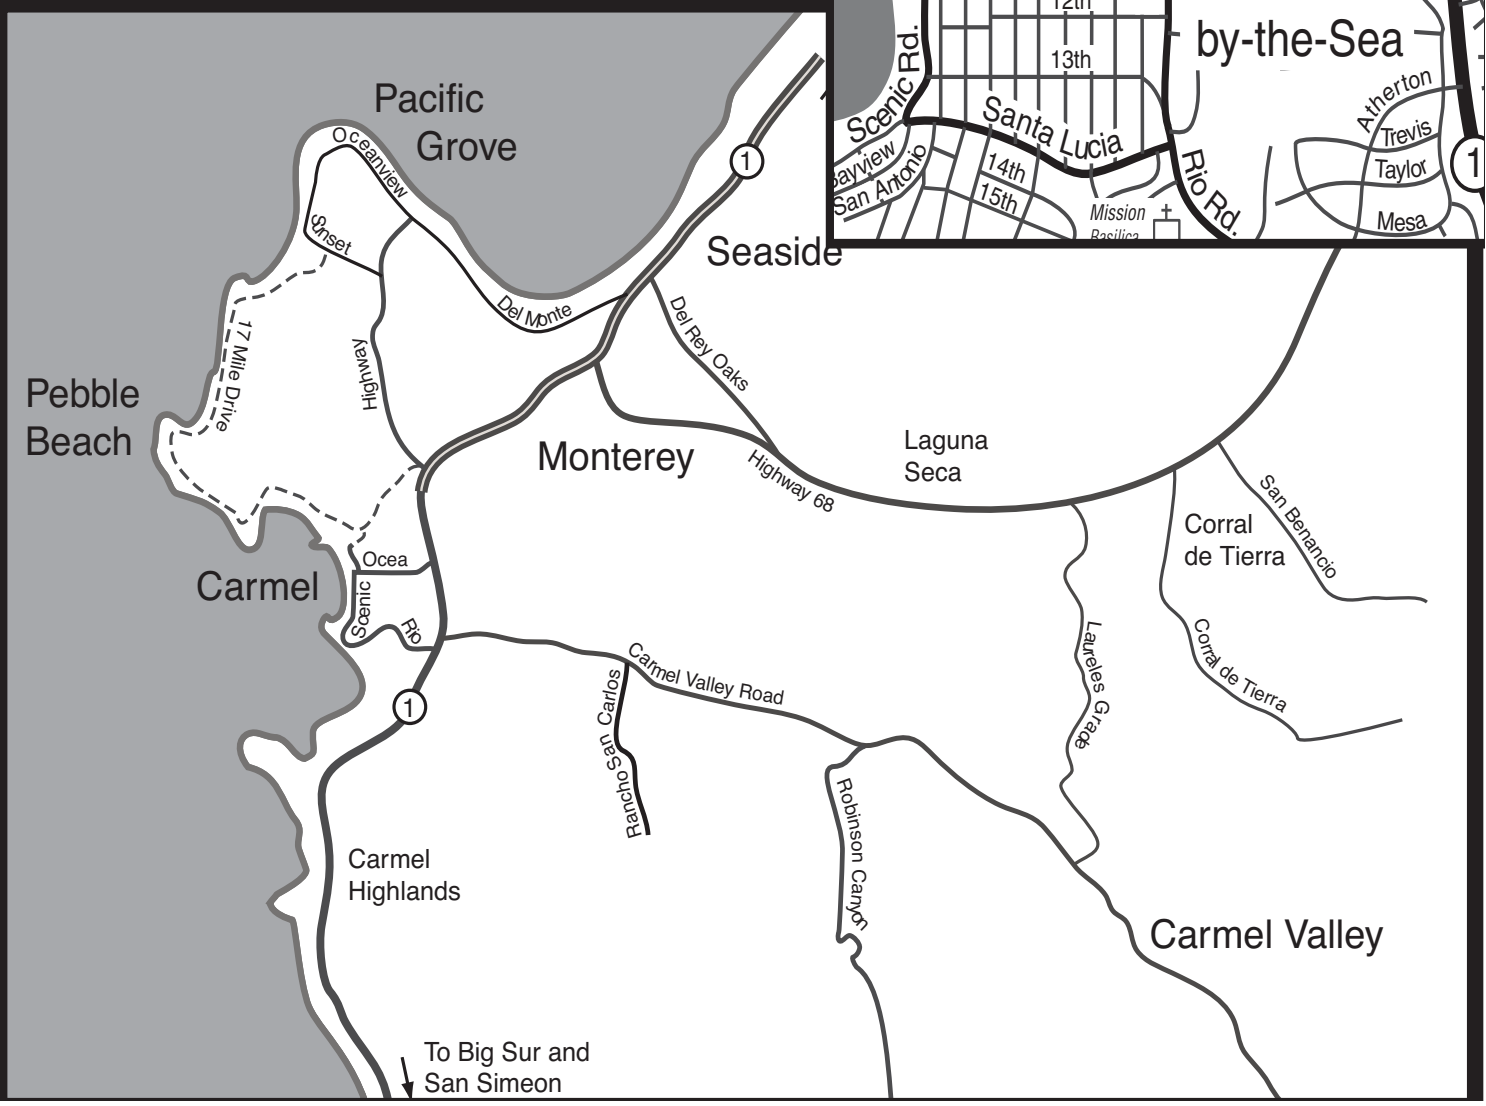 12th
by-the-Sea
Scenic Rd.
13th
Santa Lucia
Atherton
Trevis
Taylor
Mesa
1
San Antonio
14th
15th
Mission
Basilica
Rio Rd.
Pacific
Grove
Oceanview
Sunset
1
Seaside
Del Monte
Del Rey Oaks
17 Mile Drive
Highway
Pebble
Beach
Monterey
Highway 68
Laguna
Seca
San Benancio
Corral
de Tierra
Corral de Tierra
Ocea
Carmel
Scenic
Rio
Laureles Grade
Carmel Valley Road
Rancho San Carlos
1
Robinson Canyon
Carmel
Highlands
Carmel Valley
To Big Sur and
San Simeon